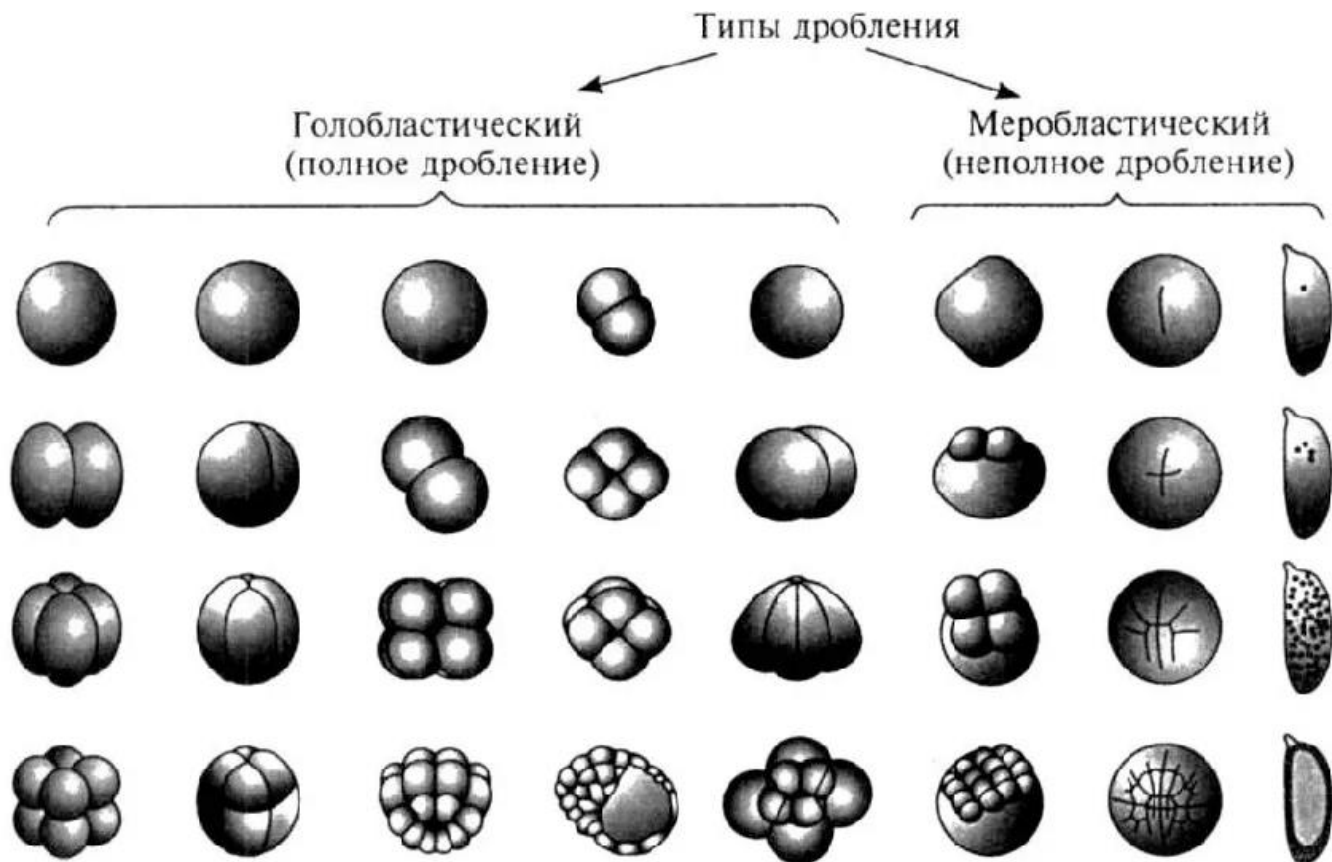 Типы дробления
Голобластический
(полное дробление)
Меробластический
(неполное дробление)